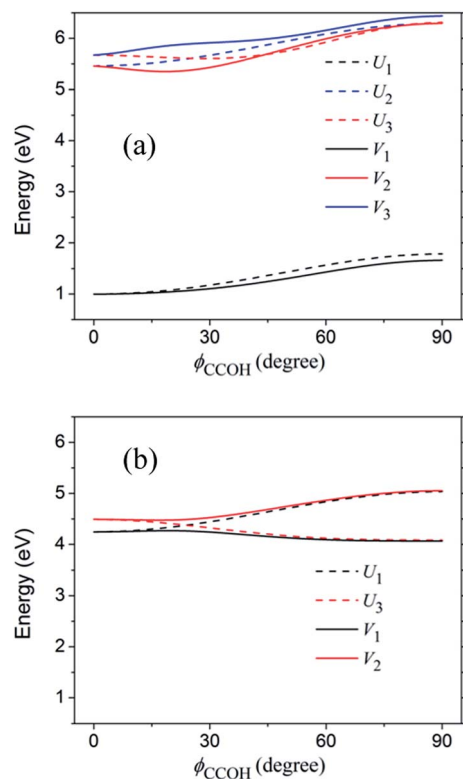 6
5
4
3
2
1
Energy (eV)
(a)
U₁
U₂
U₃
V₁
V₂
V₃
0 30 60 90
ϕCCOH (degree)
6
5
4
3
2
1
Energy (eV)
(b)
U₁
U₃
V₁
V₂
0 30 60 90
ϕCCOH (degree)